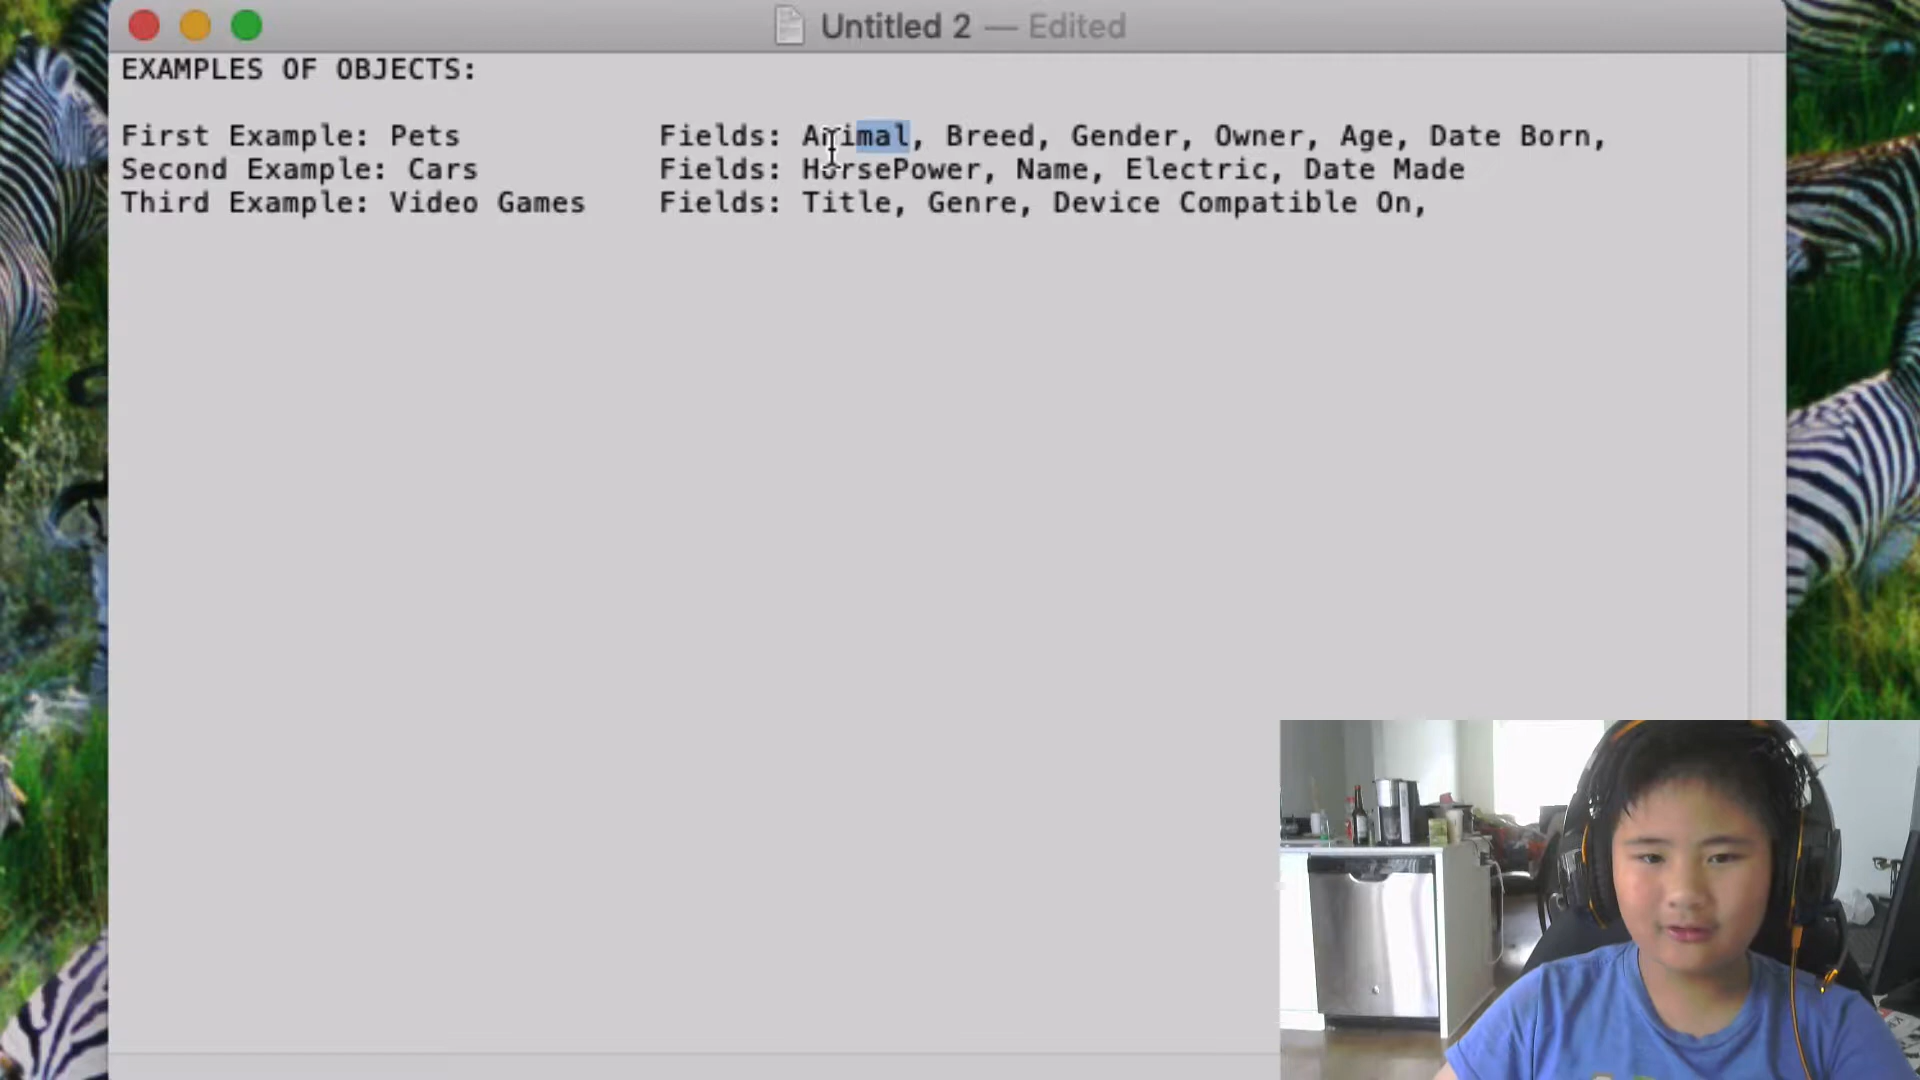 Untitled 2 — Edited
EXAMPLES OF OBJECTS:
First Example: Pets Fields: Animal, Breed, Gender, Owner, Age, Date Born,
Second Example: Cars Fields: HorsePower, Name, Electric, Date Made
Third Example: Video Games Fields: Title, Genre, Device Compatible On,